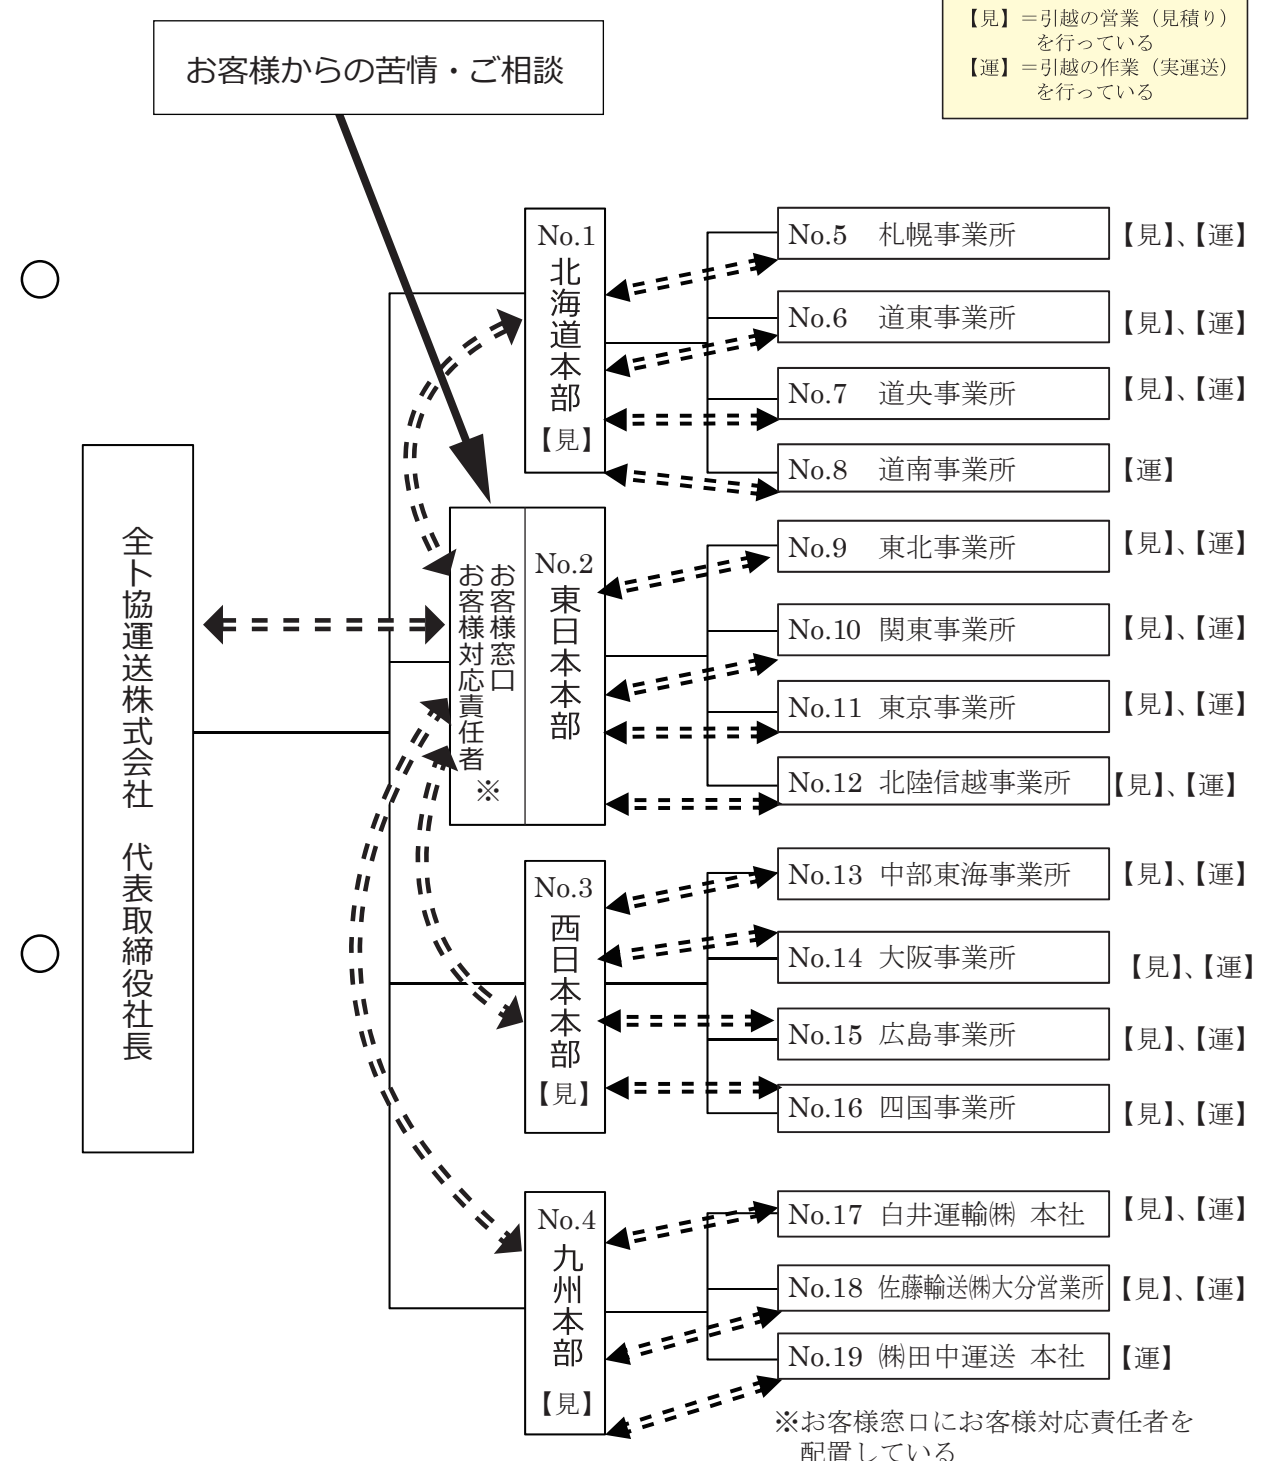 【見】＝引越の営業（見積り）
を行っている
【運】＝引越の作業（実運送）
を行っている
お客様からの苦情・ご相談
全ト協運送株式会社　代表取締役社長
No.1
北海道本部
【見】
No.5　札幌事業所　【見】、【運】
No.6　道東事業所　【見】、【運】
No.7　道央事業所　【見】、【運】
No.8　道南事業所　【運】
お客様窓口
お客様対応責任者
※
No.2
東日本本部
No.9　東北事業所　【見】、【運】
No.10　関東事業所　【見】、【運】
No.11　東京事業所　【見】、【運】
No.12　北陸信越事業所　【見】、【運】
No.3
西日本本部
【見】
No.13　中部東海事業所　【見】、【運】
No.14　大阪事業所　【見】、【運】
No.15　広島事業所　【見】、【運】
No.16　四国事業所　【見】、【運】
No.4
九州本部
【見】
No.17　白井運輸㈱　本社　【見】、【運】
No.18　佐藤輸送㈱大分営業所　【見】、【運】
No.19　㈱田中運送　本社　【運】
※お客様窓口にお客様対応責任者を
配置している